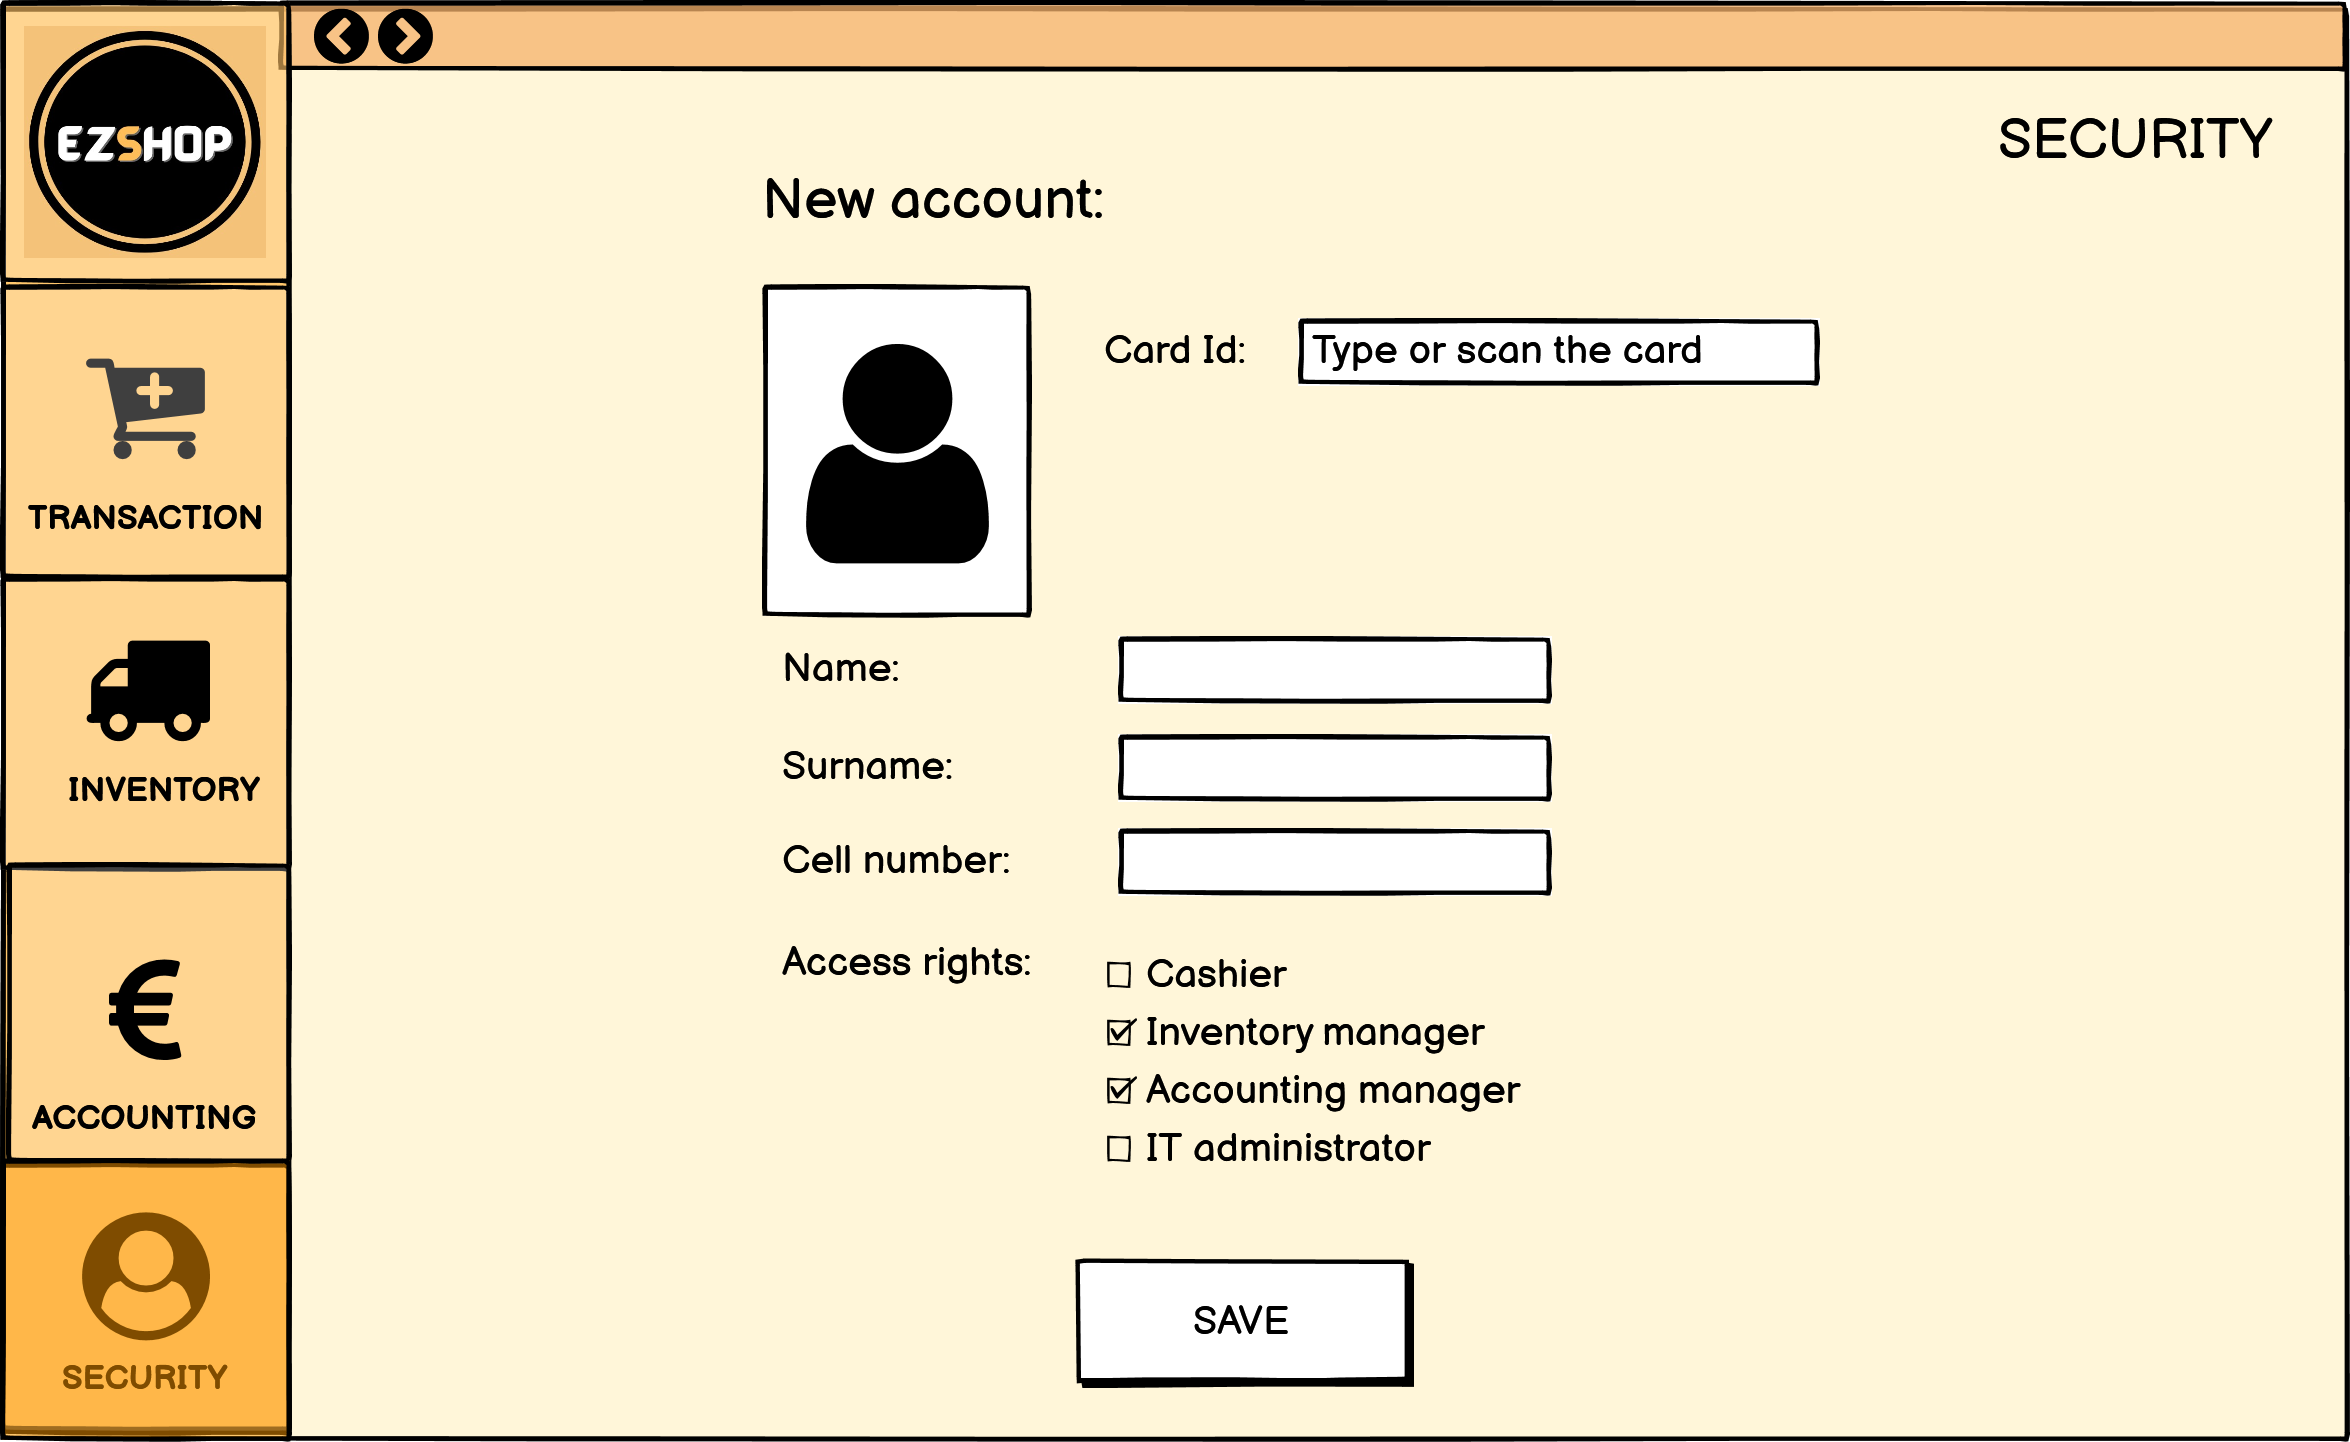 EZSHOP
TRANSACTION
INVENTORY
ACCOUNTING
SECURITY
SECURITY
New account:
Card Id: Type or scan the card
Name:
Surname:
Cell number:
Access rights:
Cashier
Inventory manager
Accounting manager
IT administrator
SAVE